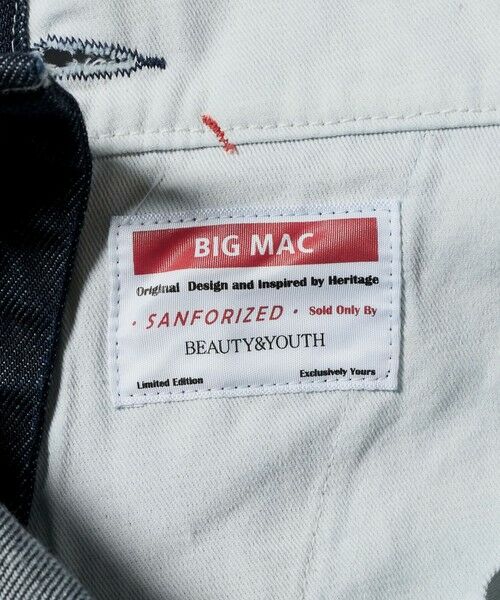 BIG MAC
Original Design and Inspired by Heritage
· SANFORIZED · Sold Only By
BEAUTY&YOUTH
Limited Edition Exclusively Yours